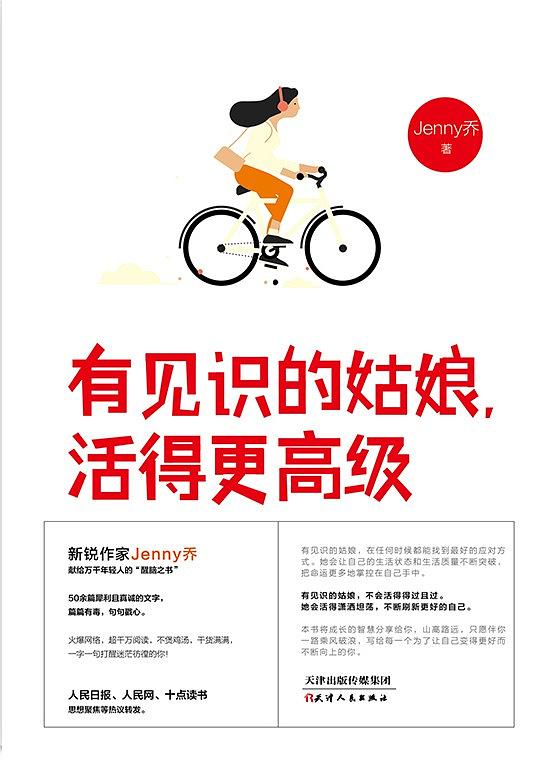 Jenny乔
著
有见识的姑娘，
活得更高级
新锐作家Jenny乔
献给万千年轻人的“醒脑之书”
50余篇犀利且真诚的文字，
篇篇有毒，句句戳心。
火爆网络，超千万阅读，不煲鸡汤，干货满满，
一字一句打醒迷茫彷徨的你！
人民日报、人民网、十点读书
思想聚焦等热议转发。
有见识的姑娘，在任何时候都能找到最好的应对方
式。她会让自己的生活状态和生活质量不断突破，
把命运更多地掌控在自己手中。
有见识的姑娘，不会活得得过且过。
她会活得潇洒坦荡，不断刷新更好的自己。
本书将成长的智慧分享给你，山高路远，只愿伴你
一路乘风破浪，写给每一个为了让自己变得更好而
不断向上的你。
天津出版传媒集团
天津人民出版社